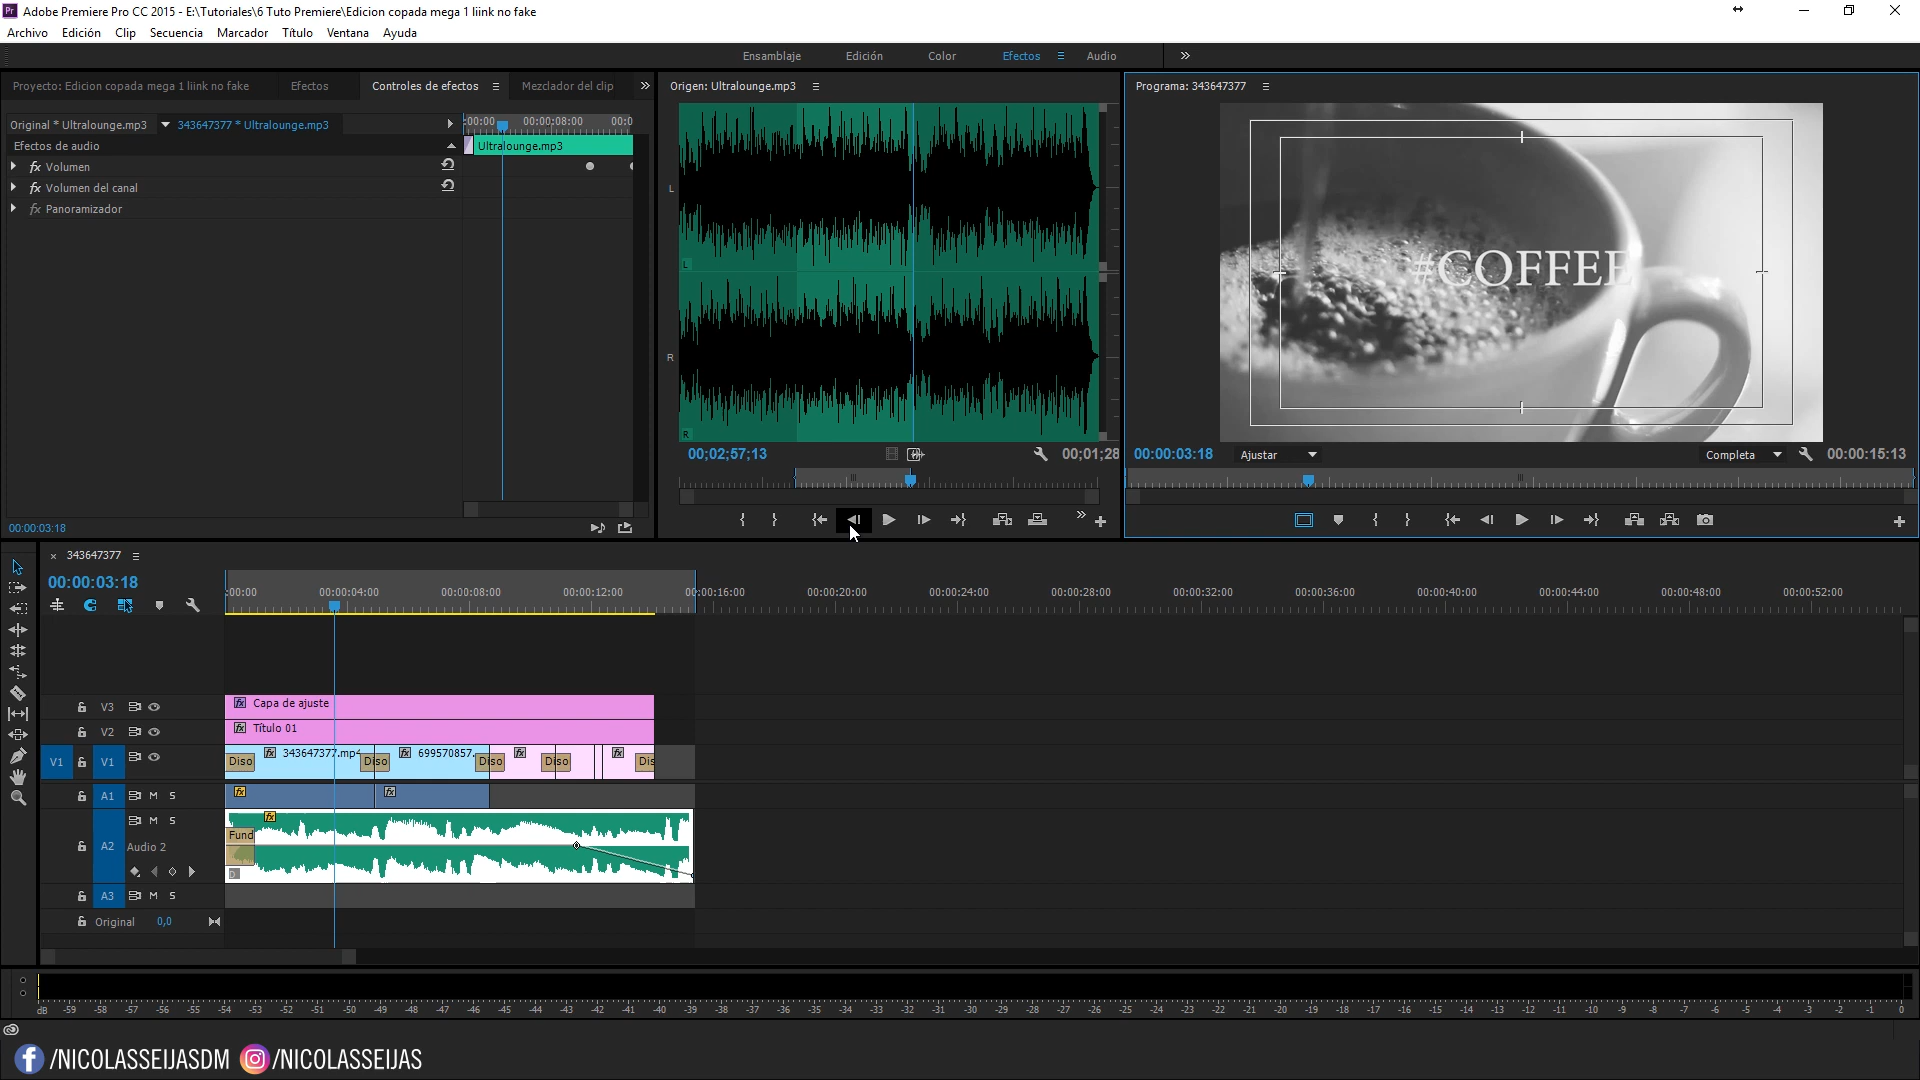 Adobe Premiere Pro CC 2015 - E:\Tutoriales\6 Tuto Premiere\Edicion copada mega 1 liink no fake
Archivo Edición Clip Secuencia Marcador Título Ventana Ayuda
Ensamblaje Edición Color Efectos Audio
Proyecto: Edicion copada mega 1 liink no fake Efectos Controles de efectos Mezclador del clip
Origen: Ultralounge.mp3
Programa: 343647377
Original * Ultralounge.mp3 343647377 * Ultralounge.mp3
:00:00 00:00:08:00 00:0
Efectos de audio
Ultralounge.mp3
fx Volumen
fx Volumen del canal
fx Panoramizador
00:00:03:18
L
R
L
R
00;02;57;13 00;01;28
#COFFEE
00:00:03:18 Ajustar Completa 00:00:15:13
343647377
00:00:03:18
:00:00 00:00:04:00 00:00:08:00 00:00:12:00 00:00:16:00 00:00:20:00 00:00:24:00 00:00:28:00 00:00:32:00 00:00:36:00 00:00:40:00 00:00:44:00 00:00:48:00 00:00:52:00
V3 fx Capa de ajuste
V2 fx Título 01
V1 V1 Diso fx 343647377.mp4 Diso fx 699570857. Diso fx Diso fx Dis
A1 M S fx fx
M S fx
A2 Audio 2 Fund
A3 M S
Original 0,0
dB -59 -58 -56 -55 -54 -53 -52 -51 -50 -49 -48 -47 -46 -45 -44 -43 -42 -41 -40 -39 -38 -37 -36 -35 -34 -33 -32 -31 -30 -29 -28 -27 -26 -25 -24 -23 -22 -21 -20 -19 -18 -17 -16 -15 -14 -13 -12 -11 -10 -9 -8 -7 -6 -5 -4 -3 -2 -1 0
/NICOLASSEIJASDM /NICOLASSEIJAS